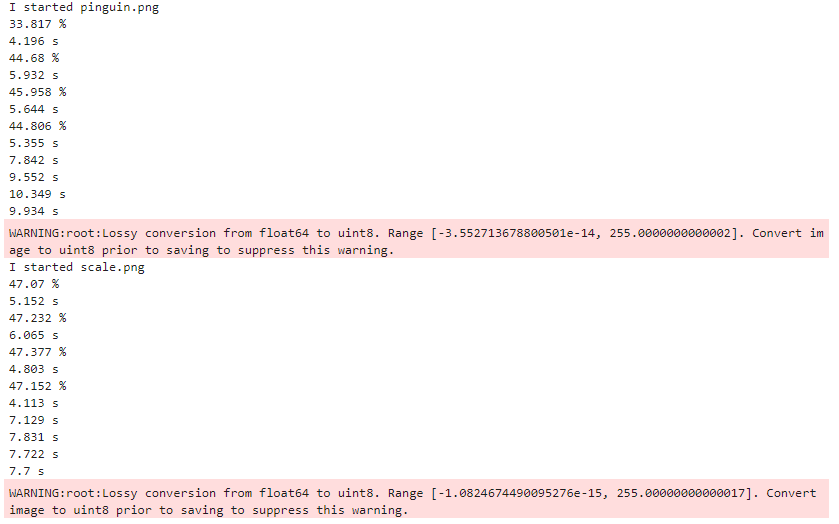 I started pinguin.png
33.817 %
4.196 s
44.68 %
5.932 s
45.958 %
5.644 s
44.806 %
5.355 s
7.842 s
9.552 s
10.349 s
9.934 s
WARNING:root:Lossy conversion from float64 to uint8. Range [-3.552713678800501e-14, 255.0000000000002]. Convert im
age to uint8 prior to saving to suppress this warning.
I started scale.png
47.07 %
5.152 s
47.232 %
6.065 s
47.377 %
4.803 s
47.152 %
4.113 s
7.129 s
7.831 s
7.722 s
7.7 s
WARNING:root:Lossy conversion from float64 to uint8. Range [-1.0824674490095276e-15, 255.00000000000017]. Convert
image to uint8 prior to saving to suppress this warning.